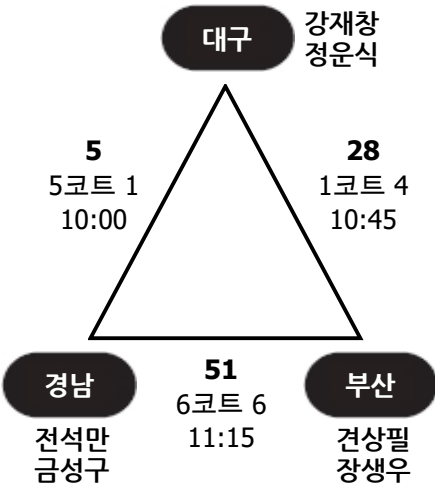 대구
강재창
정운식
5
5코트 1
10:00
28
1코트 4
10:45
경남
전석만
금성구
51
6코트 6
11:15
부산
견상필
장생우